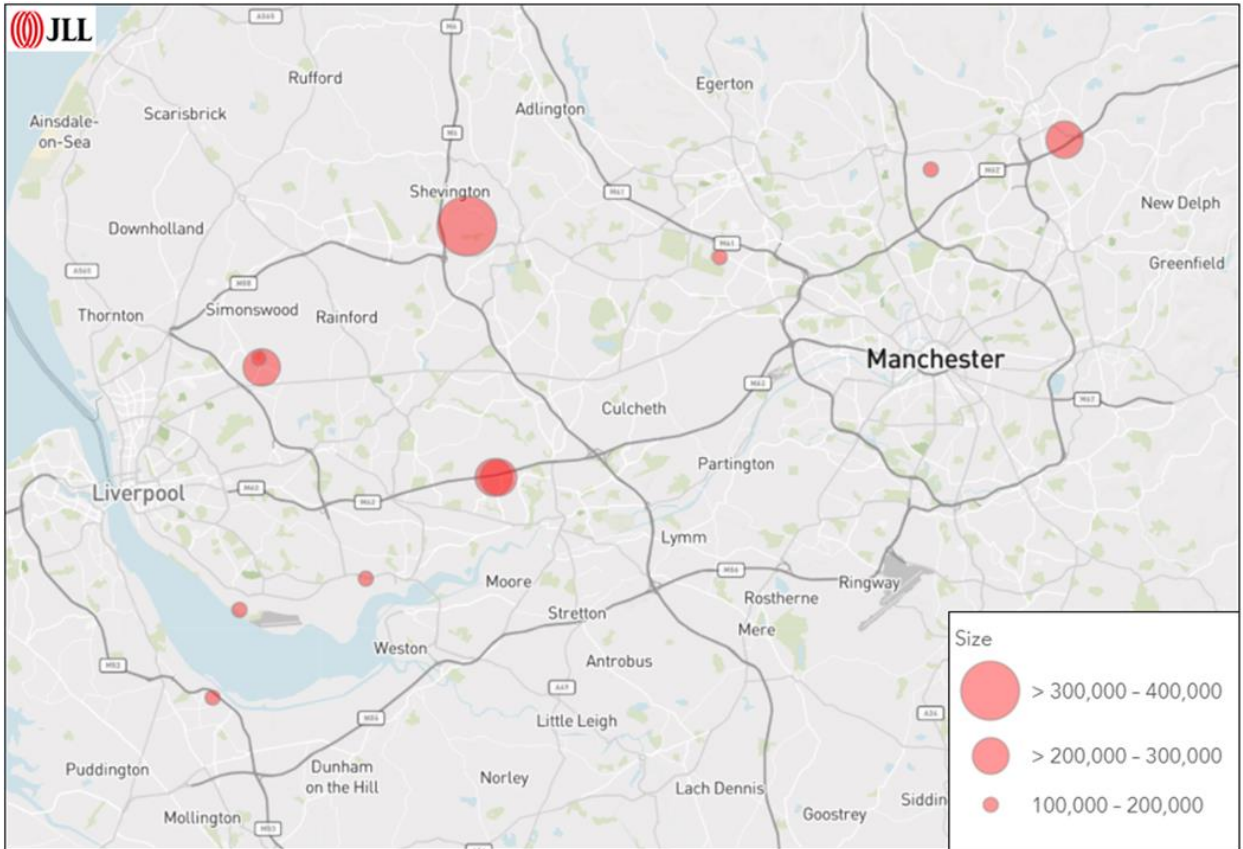 JLL
A565
M6
Rufford
Egerton
Adlington
Scarisbrick
Ainsdale-
on-Sea
M6
M62
Shevington
M61
New Delph
Downholland
M61
Greenfield
A565
M58
Simonswood
Rainford
Thornton
Manchester
M62
M67
Culcheth
Partington
Liverpool
M62
M62
Lymm
M56
Moore
Ringway
Rostherne
Stretton
Mere
Weston
Antrobus
M53
A49
Size
> 300,000 - 400,000
A34
M56
Little Leigh
> 200,000 - 300,000
Puddington
Dunham
on the Hill
Norley
Lach Dennis
Siddin
100,000 - 200,000
Mollington
Goostrey
M53